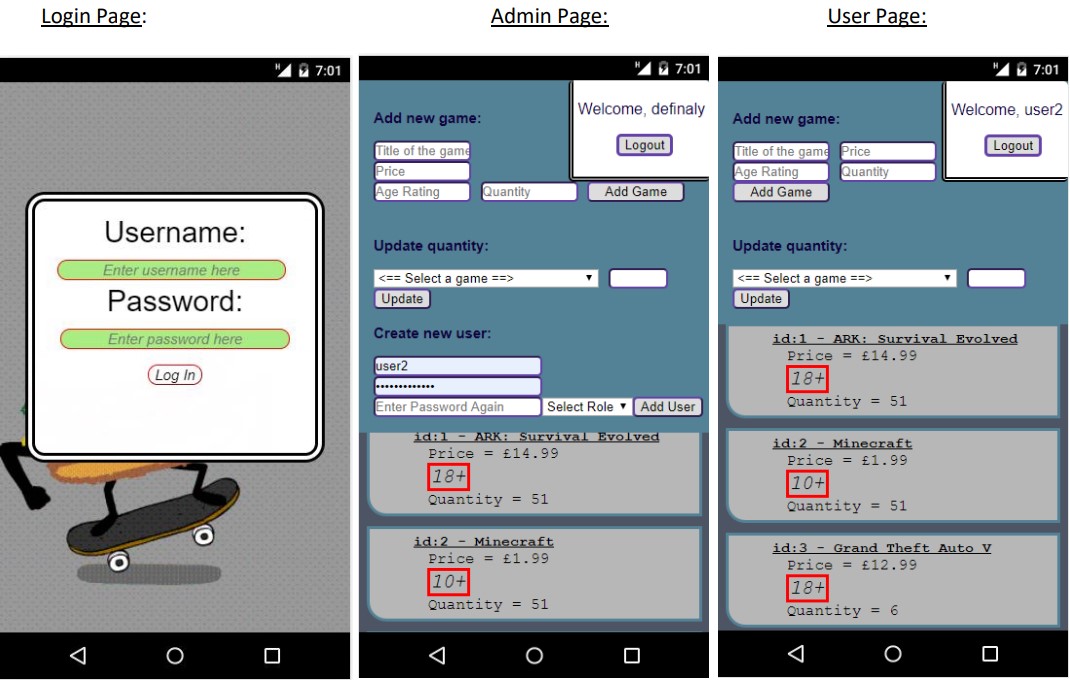 Login Page:
Admin Page:
User Page:
H 7:01
Username:
Enter username here
Password:
Enter password here
Log In
H 7:01
Welcome, definaly
Logout
Add new game:
Title of the game
Price
Age Rating Quantity Add Game
Update quantity:
<== Select a game ==>
Update
Create new user:
user2
•••••••••••••
Enter Password Again Select Role Add User
id:1 - ARK: Survival Evolved
Price = £14.99
18+
Quantity = 51
id:2 - Minecraft
Price = £1.99
10+
Quantity = 51
H 7:01
Welcome, user2
Logout
Add new game:
Title of the game Price
Age Rating Quantity
Add Game
Update quantity:
<== Select a game ==>
Update
id:1 - ARK: Survival Evolved
Price = £14.99
18+
Quantity = 51
id:2 - Minecraft
Price = £1.99
10+
Quantity = 51
id:3 - Grand Theft Auto V
Price = £12.99
18+
Quantity = 6